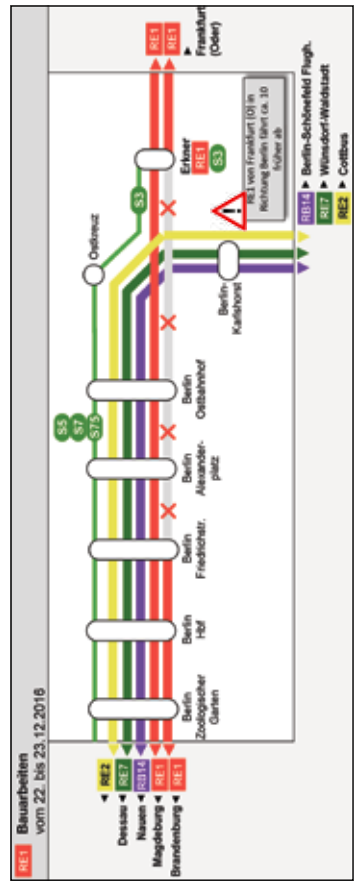 RE1 Bauarbeiten
vom 22. bis 23.12.2016
◄ RE2
Dessau ◄ RE7
Nauen ◄ RB14
Magdeburg ◄ RE1
Brandenburg ◄ RE1
Berlin
Zoologischer
Garten
Berlin
Hbf
Berlin
Friedrichstr.
Berlin
Alexander-
platz
Berlin
Ostbahnhof
S5
S7
S75
Ostkreuz
S3
Berlin-
Karlshorst
Erkner
RE1
S3
RE1 von Frankfurt (O) in
Richtung Berlin fährt ca. 10
früher ab
RE1
RE1
► Frankfurt
(Oder)
RB14 ► Berlin-Schönefeld Flugh.
RE7 ► Wünsdorf-Waldstadt
RE2 ► Cottbus